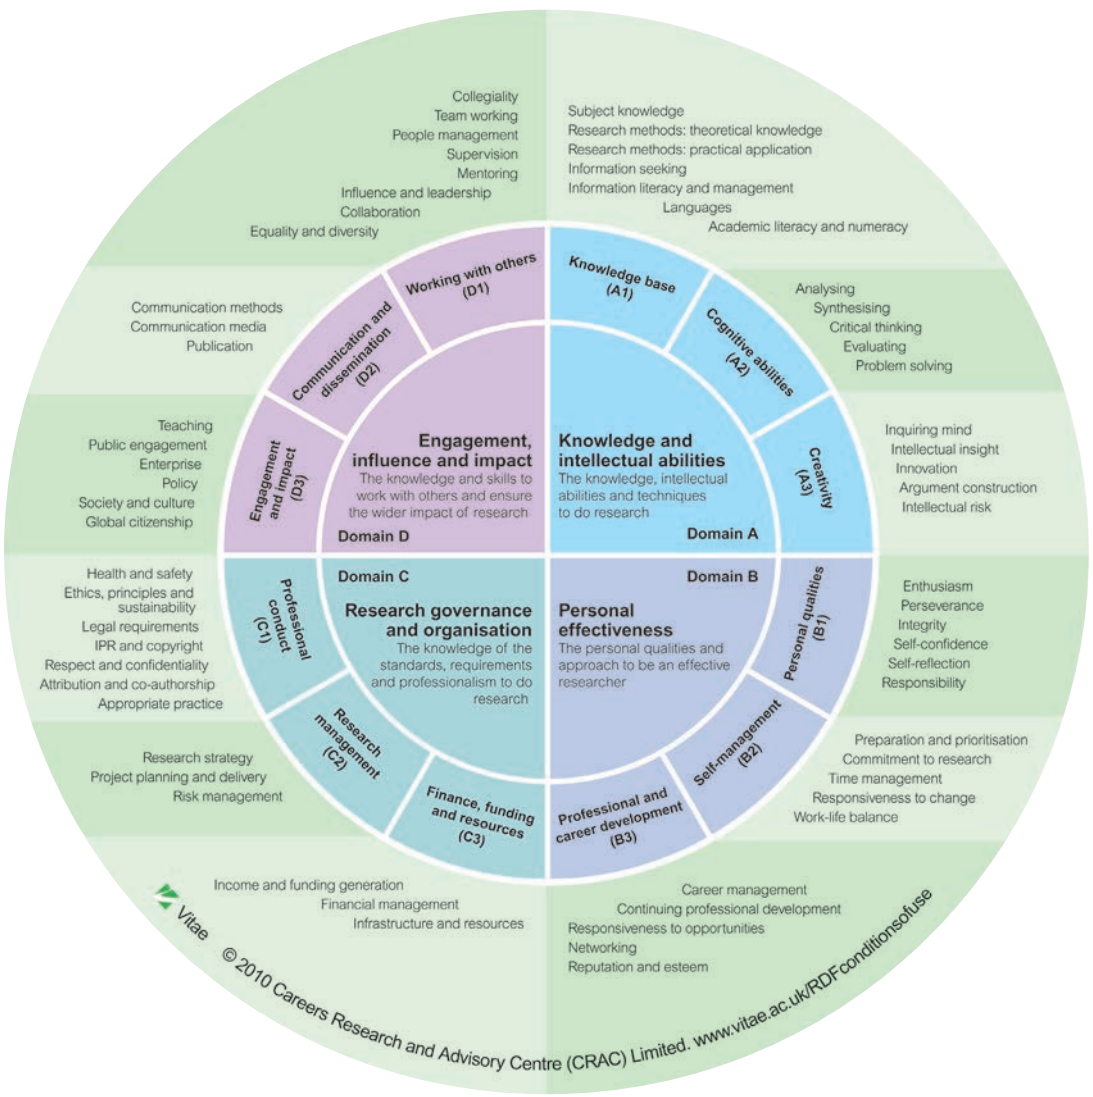 Collegiality
Team working
People management
Supervision
Mentoring
Influence and leadership
Collaboration
Equality and diversity
Subject knowledge
Research methods: theoretical knowledge
Research methods: practical application
Information seeking
Information literacy and management
Languages
Academic literacy and numeracy
Working with others
(D1)
Knowledge base
(A1)
Communication methods
Communication media
Publication
Communication and
dissemination
(D2)
Cognitive abilities
(A2)
Analysing
Synthesising
Critical thinking
Evaluating
Problem solving
Teaching
Public engagement
Enterprise
Policy
Society and culture
Global citizenship
Engagement
and impact
(D3)
Engagement,
influence and impact
The knowledge and skills to
work with others and ensure
the wider impact of research
Domain D
Knowledge and
intellectual abilities
The knowledge, intellectual
abilities and techniques
to do research
Domain A
Creativity
(A3)
Inquiring mind
Intellectual insight
Innovation
Argument construction
Intellectual risk
Health and safety
Ethics, principles and
sustainability
Legal requirements
IPR and copyright
Respect and confidentiality
Attribution and co-authorship
Appropriate practice
Professional
conduct
(C1)
Domain C
Research governance
and organisation
The knowledge of the
standards, requirements
and professionalism to do
research
Domain B
Personal
effectiveness
The personal qualities and
approach to be an effective
researcher
Personal qualities
(B1)
Enthusiasm
Perseverance
Integrity
Self-confidence
Self-reflection
Responsibility
Research strategy
Project planning and delivery
Risk management
Research
management
(C2)
Self-management
(B2)
Preparation and prioritisation
Commitment to research
Time management
Responsiveness to change
Work-life balance
Finance, funding
and resources
(C3)
Professional and
career development
(B3)
Income and funding generation
Financial management
Infrastructure and resources
Career management
Continuing professional development
Responsiveness to opportunities
Networking
Reputation and esteem
Vitae © 2010 Careers Research and Advisory Centre (CRAC) Limited. www.vitae.ac.uk/RDFconditionsofuse